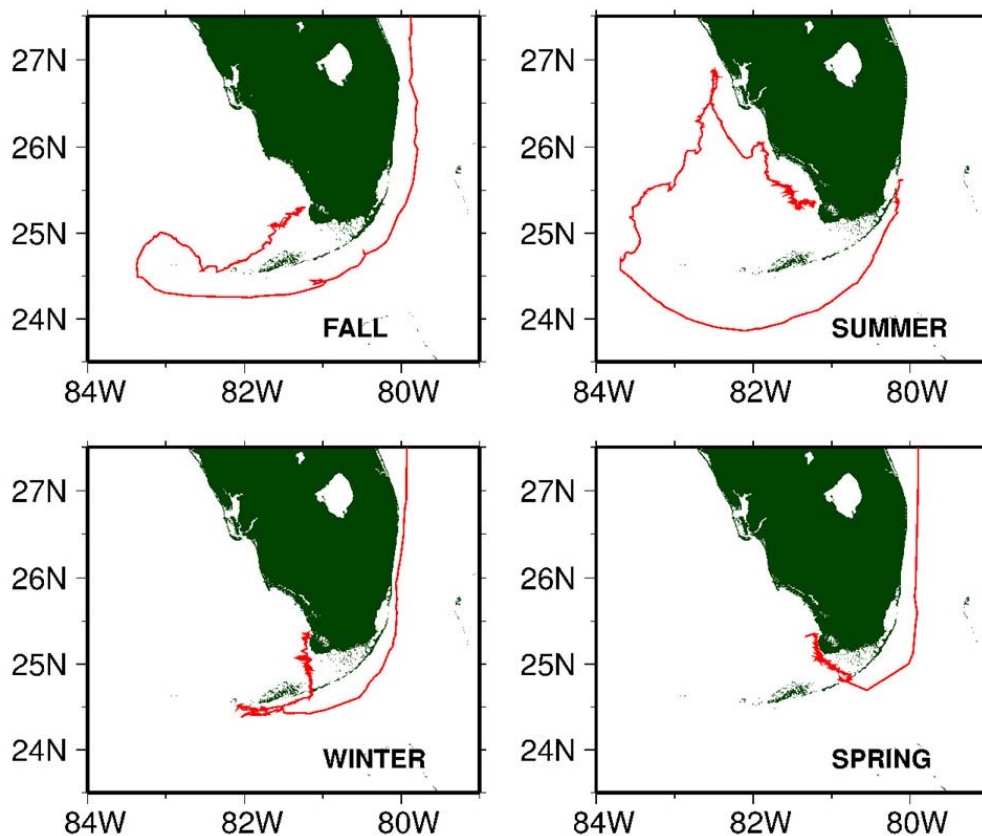 27N
26N
25N
24N
84W 82W 80W
FALL
27N
26N
25N
24N
84W 82W 80W
SUMMER
27N
26N
25N
24N
84W 82W 80W
WINTER
27N
26N
25N
24N
84W 82W 80W
SPRING